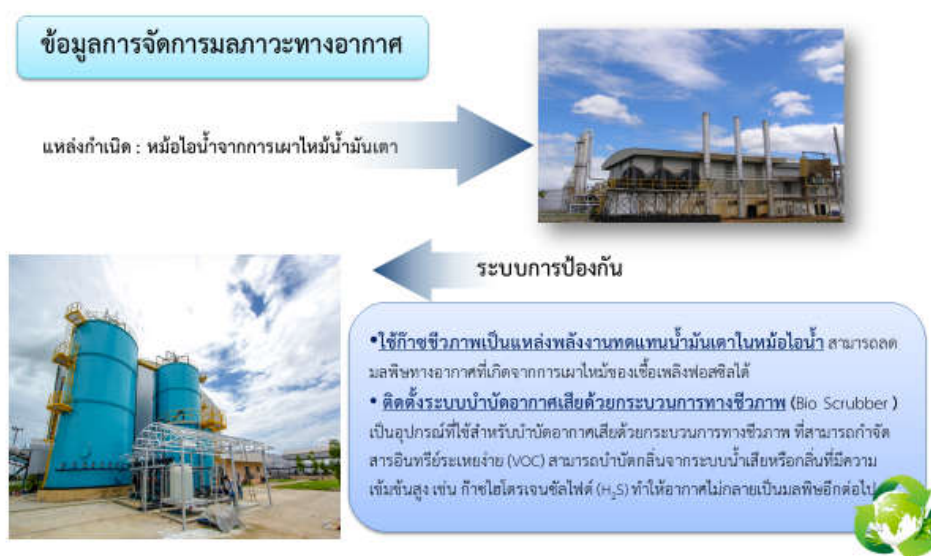 ข้อมูลการจัดการมลภาวะทางอากาศ
แหล่งกำเนิด : หม้อไอน้ำจากการเผาไหม้น้ำมันเตา
ระบบการป้องกัน
•ใช้ก๊าซชีวภาพเป็นแหล่งพลังงานทดแทนน้ำมันเตาในหม้อไอน้ำ สามารถลด
มลพิษทางอากาศที่เกิดจากการเผาไหม้ของเชื้อเพลิงฟอสซิลได้
• ติดตั้งระบบบำบัดอากาศเสียด้วยกระบวนการทางชีวภาพ (Bio Scrubber )
เป็นอุปกรณ์ที่ใช้สำหรับบำบัดอากาศเสียด้วยกระบวนการทางชีวภาพ ที่สามารถกำจัด
สารอินทรีย์ระเหยง่าย (VOC) สามารถบำบัดกลิ่นจากระบบน้ำเสียหรือกลิ่นที่มีความ
เข้มข้นสูง เช่น ก๊าซไฮโดรเจนซัลไฟด์ (H₂S) ทำให้อากาศไม่กลายเป็นมลพิษอีกต่อไป